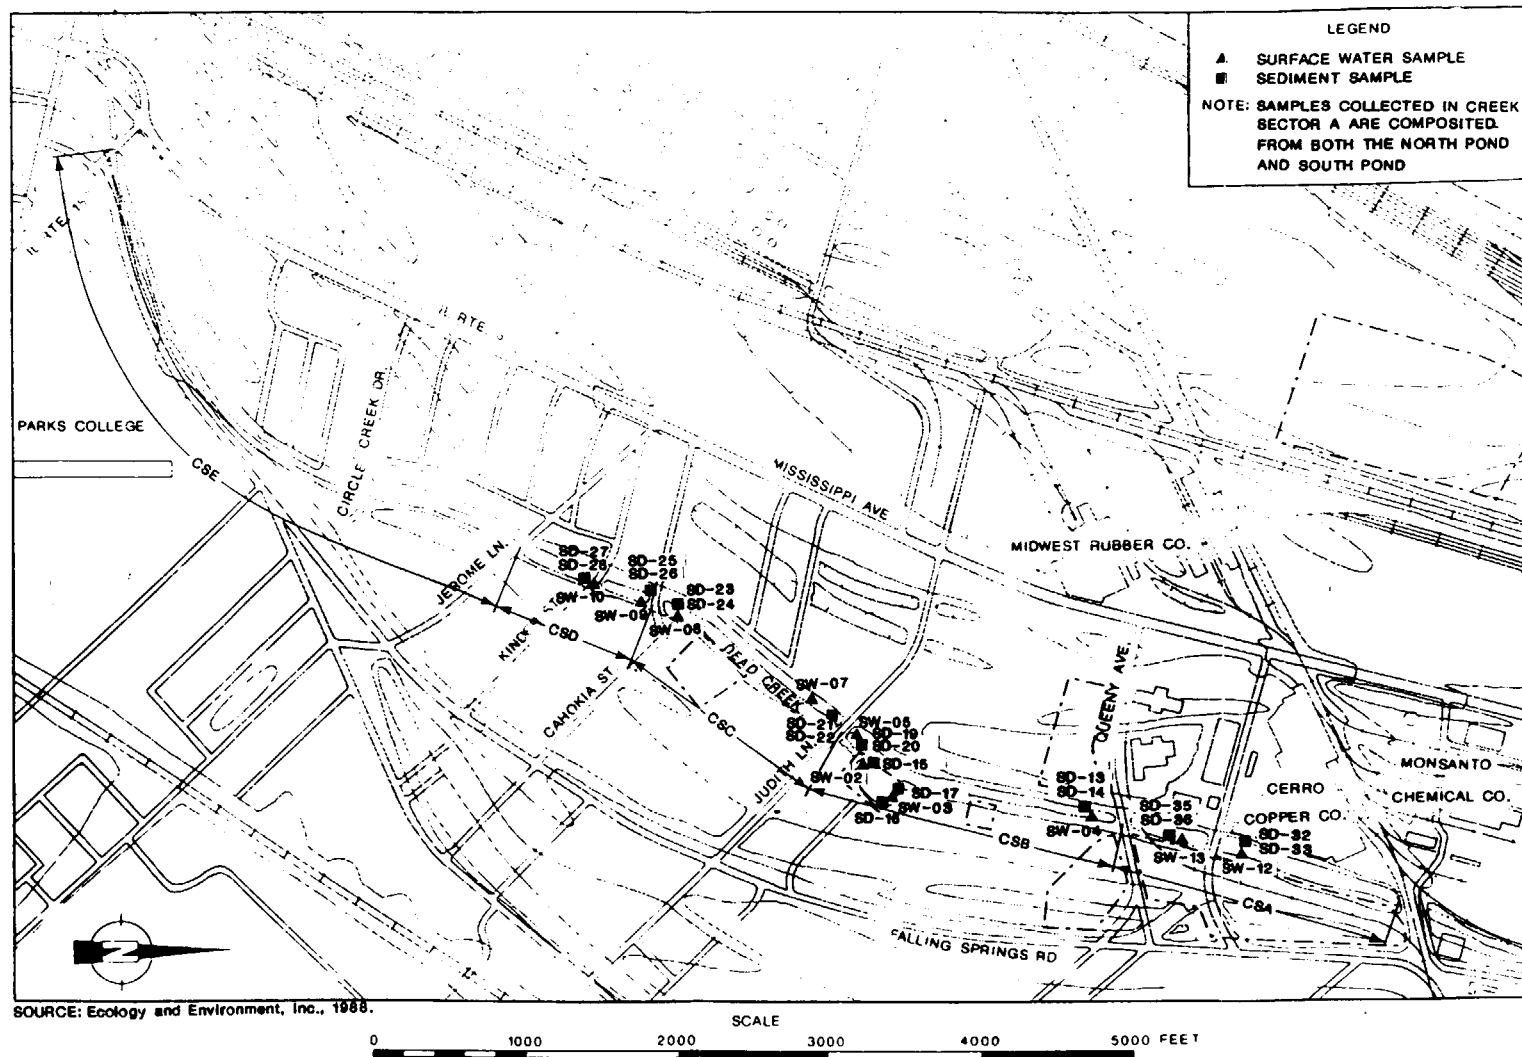 LEGEND
SURFACE WATER SAMPLE
SEDIMENT SAMPLE
NOTE: SAMPLES COLLECTED IN CREEK
SECTOR A ARE COMPOSITED
FROM BOTH THE NORTH POND
AND SOUTH POND
PARKS COLLEGE
CSE
CIRCLE CREEK DR.
MISSISSIPPI AVE
MIDWEST RUBBER CO.
JEROME LN.
SD-27
SD-28
SW-10
SD-25
SD-26
SW-09
SD-23
SD-24
SW-08
CSD
CAHOKIA ST
DEAD CREEK
CSC
SW-07
SD-21
SD-22
SW-05
SD-19
SD-20
SD-15
SW-02
JUDITH LN.
SD-17
SW-03
SD-16
QUEENY AVE.
SD-13
SD-14
SW-04
SD-35
SD-36
SW-13
CERRO
COPPER CO.
SD-32
SD-33
SW-12
MONSANTO
CHEMICAL CO.
CSB
CSA
FALLING SPRINGS RD
N
SOURCE: Ecology and Environment, Inc., 1988.
SCALE
0 1000 2000 3000 4000 5000 FEET